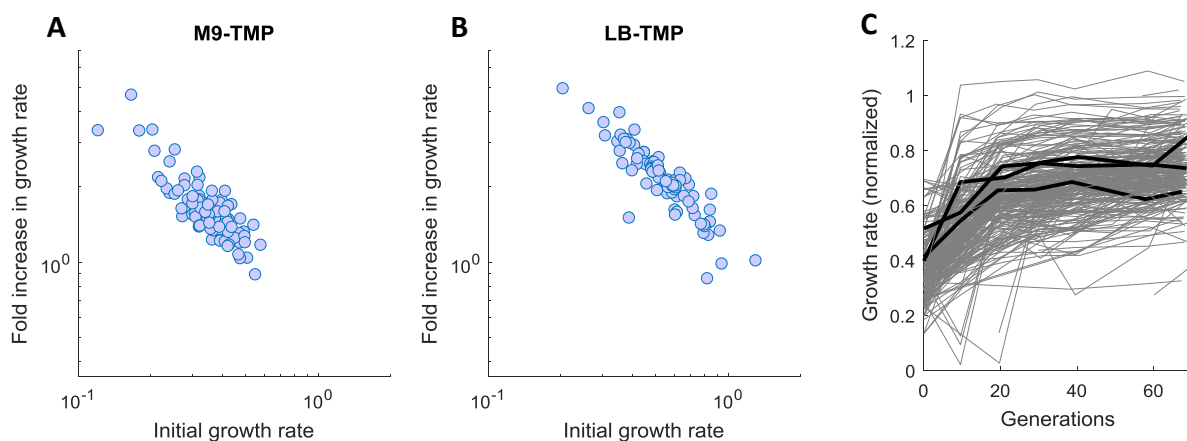 A
M9-TMP
Fold increase in growth rate
10^0
10^-1
10^0
Initial growth rate
B
LB-TMP
Fold increase in growth rate
10^0
10^-1
10^0
Initial growth rate
C
Growth rate (normalized)
1.2
1
0.8
0.6
0.4
0.2
0
0 20 40 60
Generations